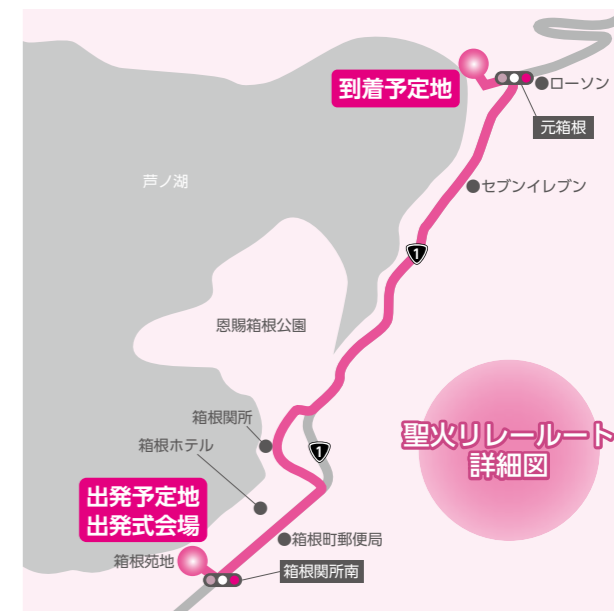 到着予定地
ローソン
元箱根
セブンイレブン
芦ノ湖
1
恩賜箱根公園
聖火リレールート
詳細図
箱根関所
1
箱根ホテル
出発予定地
出発式会場
箱根町郵便局
箱根苑地
箱根関所南